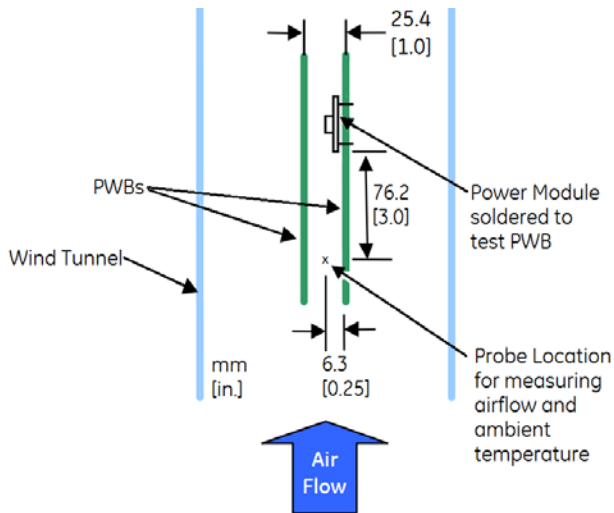 25.4
[1.0]
PWBs
76.2
[3.0]
Power Module
soldered to
test PWB
Wind Tunnel
x
mm
[in.]
6.3
[0.25]
Probe Location
for measuring
airflow and
ambient
temperature
Air
Flow